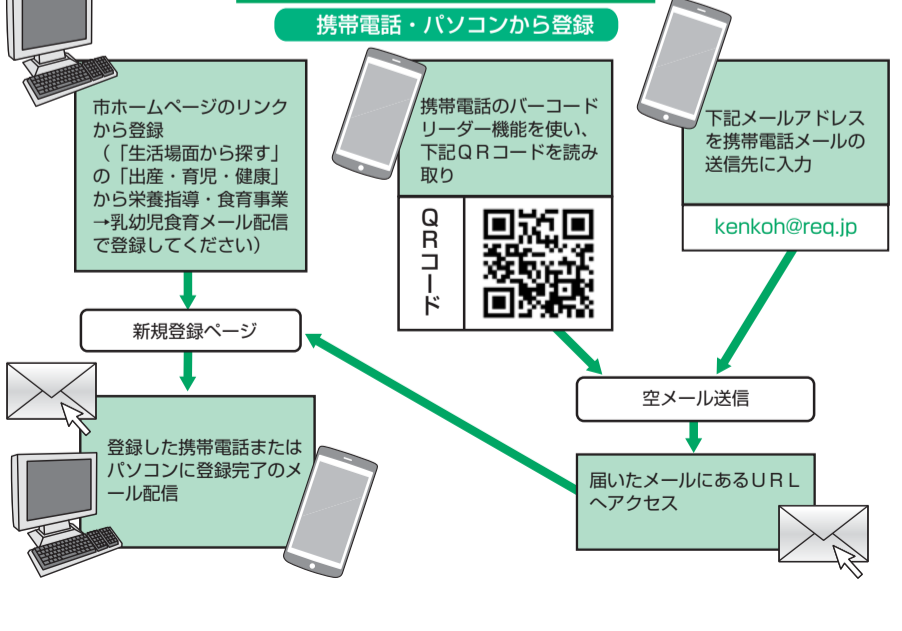 携帯電話・パソコンから登録
市ホームページのリンク
から登録
（「生活場面から探す」
の「出産・育児・健康」
から栄養指導・食育事業
→乳幼児食育メール配信
で登録してください）
携帯電話のバーコード
リーダー機能を使い、
下記ＱＲコードを読み
取り
ＱＲコード
下記メールアドレス
を携帯電話メールの
送信先に入力
kenkoh@req.jp
新規登録ページ
空メール送信
登録した携帯電話または
パソコンに登録完了のメ
ール配信
届いたメールにあるＵＲＬ
へアクセス